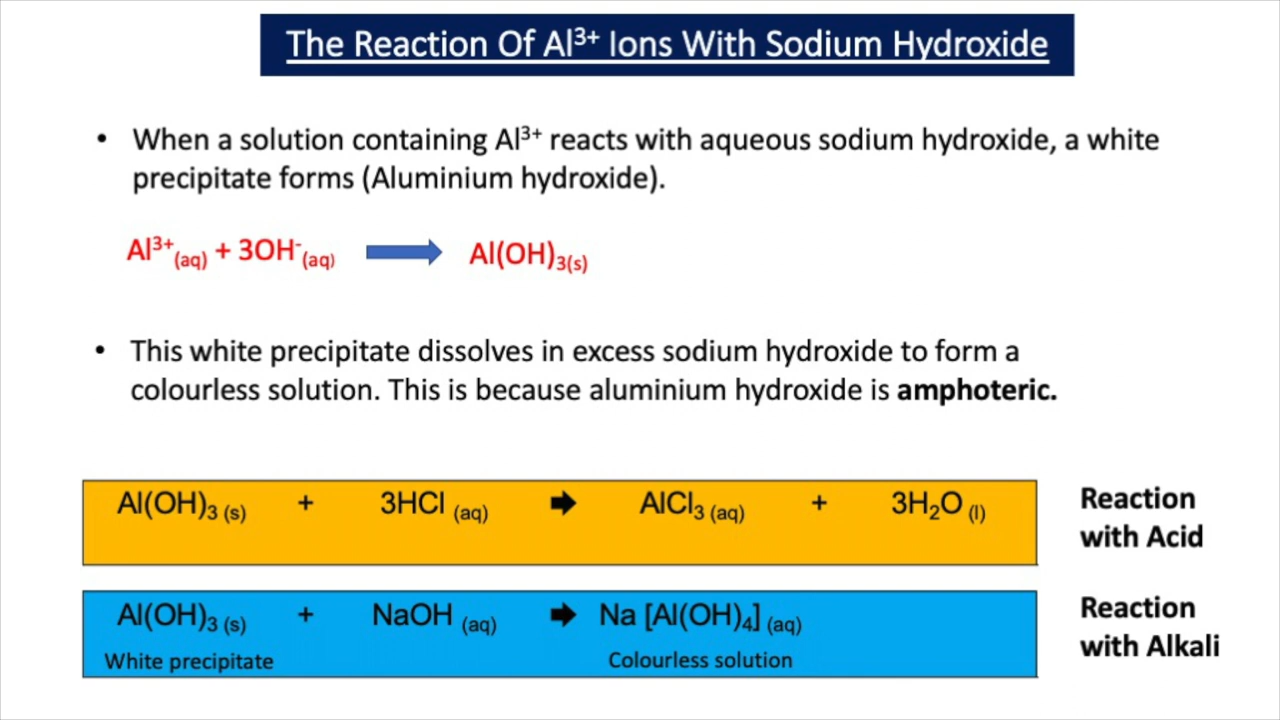 The Reaction Of Al³⁺ Ions With Sodium Hydroxide
• When a solution containing Al³⁺ reacts with aqueous sodium hydroxide, a white
precipitate forms (Aluminium hydroxide).
Al³⁺(aq) + 3OH⁻(aq) ➡ Al(OH)₃(s)
• This white precipitate dissolves in excess sodium hydroxide to form a
colourless solution. This is because aluminium hydroxide is amphoteric.
Al(OH)₃ (s) + 3HCl (aq) ➡ AlCl₃ (aq) + 3H₂O (l)
Reaction
with Acid
Al(OH)₃ (s) + NaOH (aq) ➡ Na [Al(OH)₄] (aq)
White precipitate Colourless solution
Reaction
with Alkali